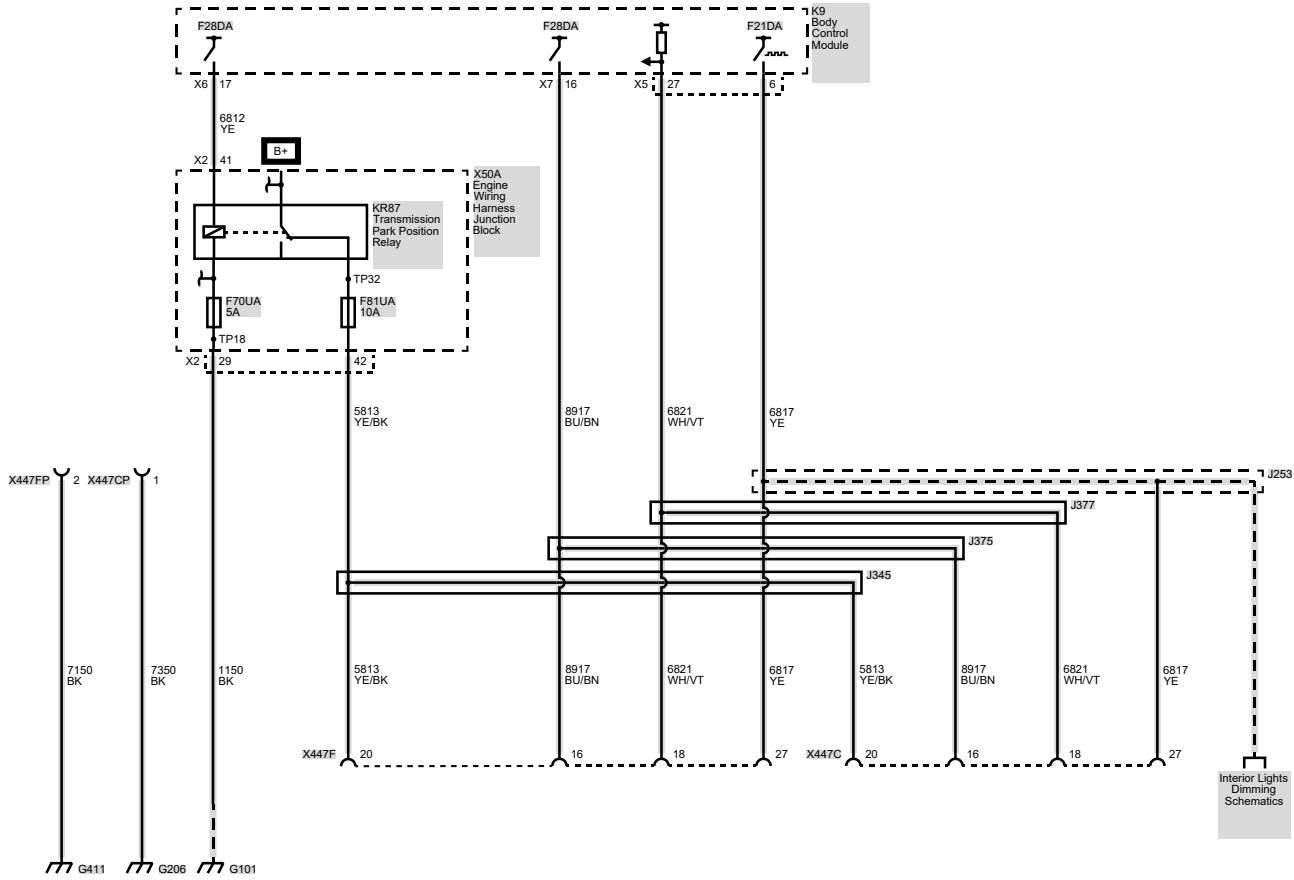 K9
Body
Control
Module
F28DA
F28DA
F21DA
X6 17
X7 16
X5 27
6
6812
YE
B+
X2 41
X50A
Engine
Wiring
Harness
Junction
Block
KR87
Transmission
Park Position
Relay
TP32
F70UA
5A
F81UA
10A
TP18
X2 29
42
5813
YE/BK
8917
BU/BN
6821
WH/VT
6817
YE
X447FP 2
X447CP 1
J253
J377
J375
J345
7150
BK
7350
BK
1150
BK
5813
YE/BK
8917
BU/BN
6821
WH/VT
6817
YE
5813
YE/BK
8917
BU/BN
6821
WH/VT
6817
YE
X447F 20
16
18
27
X447C 20
16
18
27
Interior Lights
Dimming
Schematics
G411
G206
G101